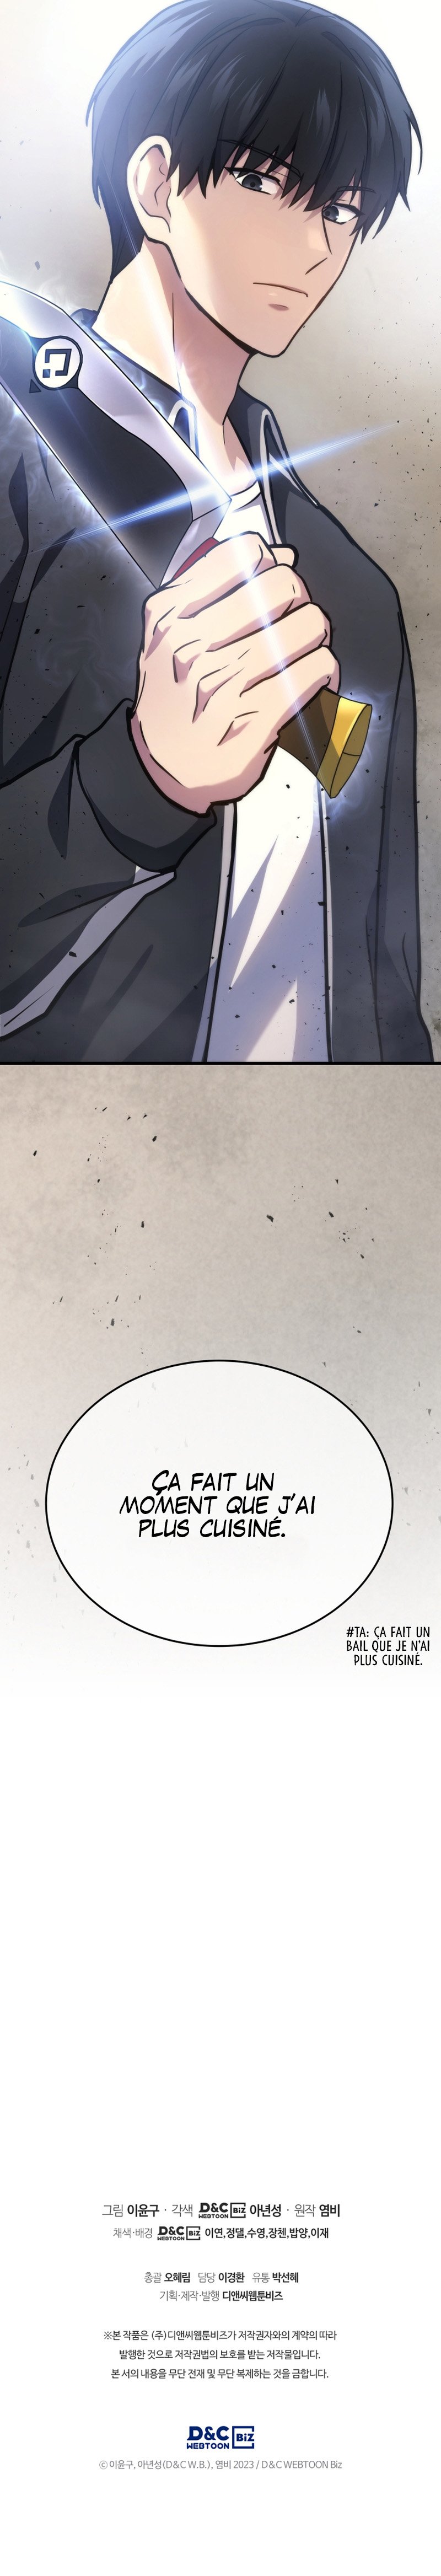 ÇA FAIT UN
MOMENT QUE J'AI
PLUS CUISINÉ.
#TA: ÇA FAIT UN
BAIL QUE JE N'AI
PLUS CUISINÉ.
그림 이윤구 · 각색 D&C WEBTOON BiZ 아년성 · 원작 염비
채색·배경 D&C WEBTOON BiZ 이연,정댈,수영,장첸,밥양,이재
총괄 오혜림 담당 이경환 유통 박선혜
기획·제작·발행 디앤씨웹툰비즈
※본 작품은 (주)디앤씨웹툰비즈가 저작권자와의 계약의 따라
발행한 것으로 저작권법의 보호를 받는 저작물입니다.
본 서의 내용을 무단 전재 및 무단 복제하는 것을 금합니다.
D&C WEBTOON BiZ
ⓒ 이윤구, 아년성(D&C W.B.), 염비 2023 / D&C WEBTOON Biz